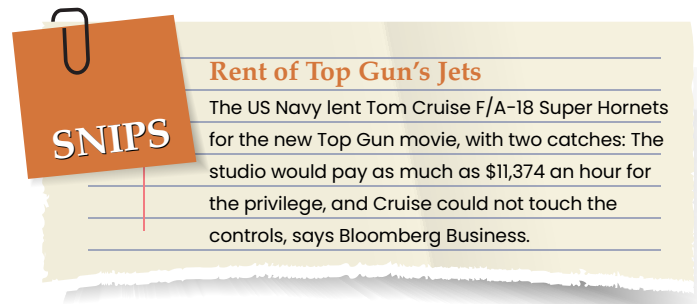 SNIPS
Rent of Top Gun's Jets
The US Navy lent Tom Cruise F/A-18 Super Hornets
for the new Top Gun movie, with two catches: The
studio would pay as much as $11,374 an hour for
the privilege, and Cruise could not touch the
controls, says Bloomberg Business.